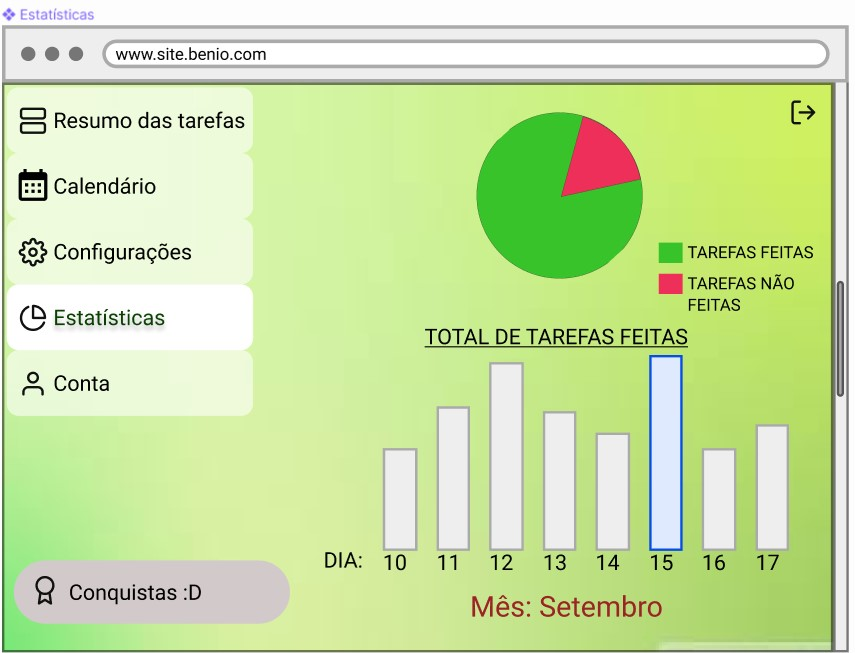 Estatísticas
www.site.benio.com
Resumo das tarefas
Calendário
Configurações
Estatísticas
Conta
Conquistas :D
TAREFAS FEITAS
TAREFAS NÃO
FEITAS
TOTAL DE TAREFAS FEITAS
DIA: 10 11 12 13 14 15 16 17
Mês: Setembro